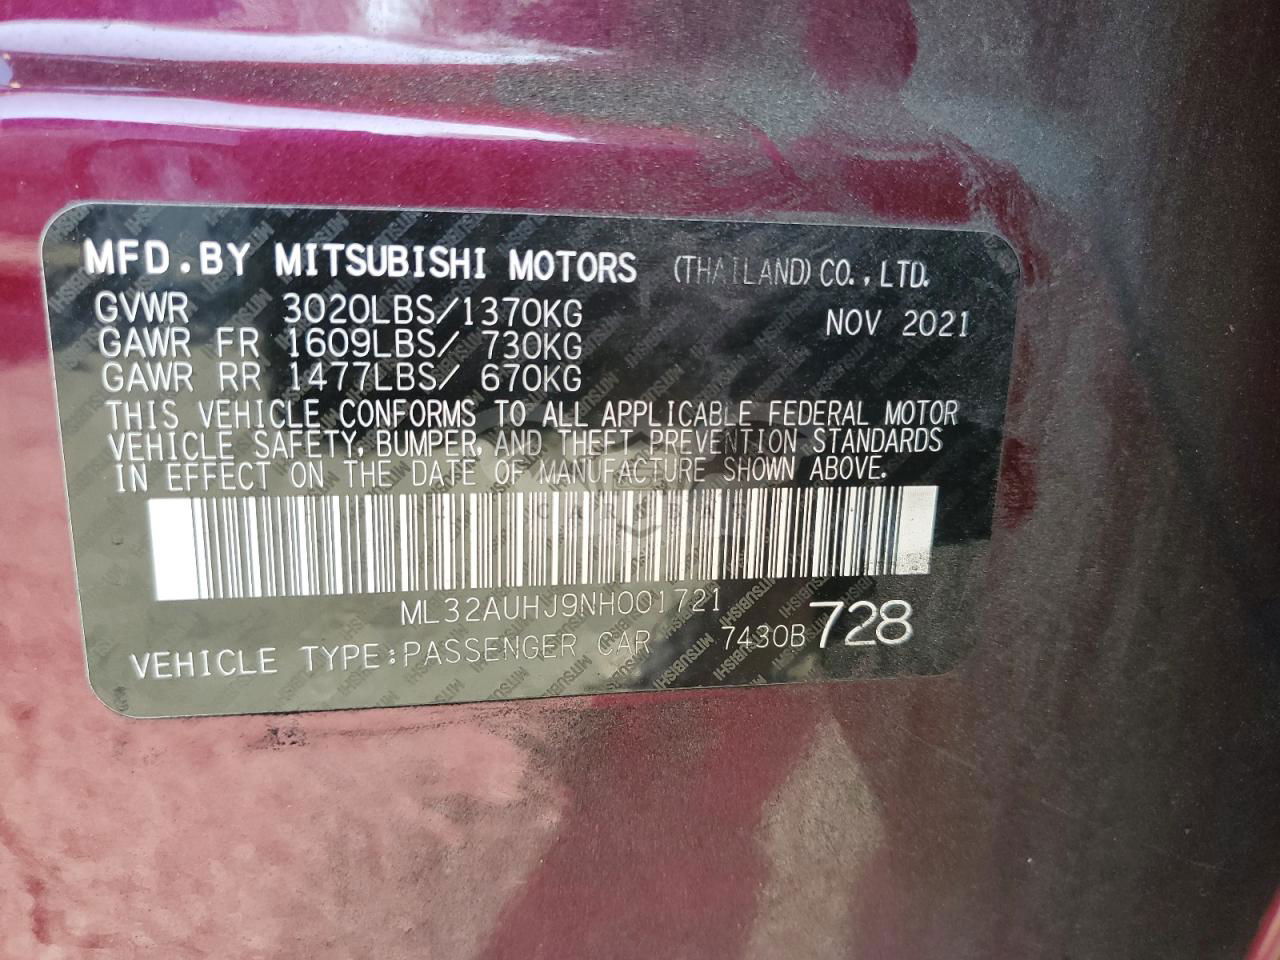 MFD.BY MITSUBISHI MOTORS (THAILAND) CO.,LTD.
GVWR 3020LBS/1370KG NOV 2021
GAWR FR 1609LBS/ 730KG
GAWR RR 1477LBS/ 670KG
THIS VEHICLE CONFORMS TO ALL APPLICABLE FEDERAL MOTOR
VEHICLE SAFETY, BUMPER, AND THEFT PREVENTION STANDARDS
IN EFFECT ON THE DATE OF MANUFACTURE SHOWN ABOVE.
ML32AUHJ9NH001721
VEHICLE TYPE:PASSENGER CAR 7430B 728